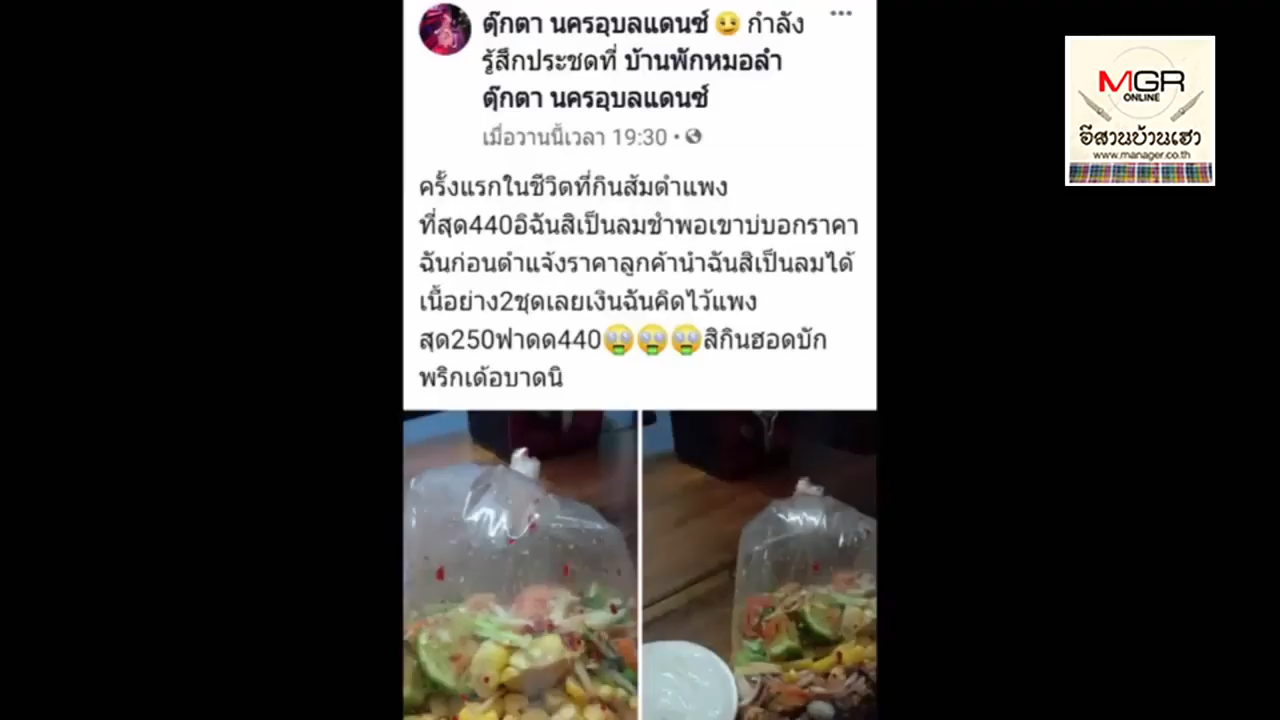 ตุ๊กตา นครอุบลแดนซ์ 😉 กำลัง
รู้สึกประชดที่ บ้านพักหมอลำ
ตุ๊กตา นครอุบลแดนซ์
เมื่อวานนี้เวลา 19:30
ครั้งแรกในชีวิตที่กินส้มตำแพง
ที่สุด440อิฉันสิเป็นลมซำพอเขาบ่บอกราคา
ฉันก่อนตำแจ้งราคาลูกค้านำฉันสิเป็นลมได้
เนื้อย่าง2ชุดเลยเงินฉันคิดไว้แพง
สุด250ฟาดด440🤑🤑🤑สิกินฮอดบัก
พริกเด้อบาดนิ
MGR
ONLINE
อีสานบ้านเฮา
www.manager.co.th